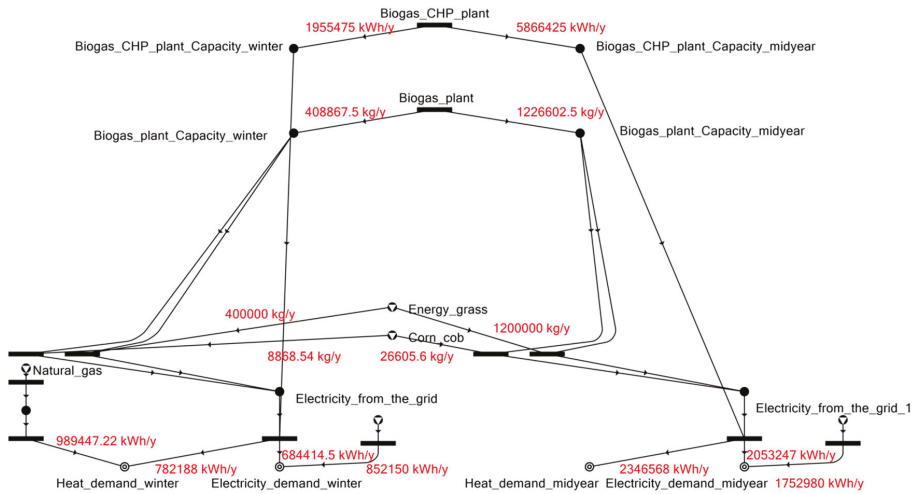 Biogas_CHP_plant
1955475 kWh/y
5866425 kWh/y
Biogas_CHP_plant_Capacity_winter
Biogas_CHP_plant_Capacity_midyear
Biogas_plant
408867.5 kg/y
1226602.5 kg/y
Biogas_plant_Capacity_winter
Biogas_plant_Capacity_midyear
Energy_grass
400000 kg/y
1200000 kg/y
Corn_cob
8868.54 kg/y
26605.6 kg/y
Natural_gas
Electricity_from_the_grid
Electricity_from_the_grid_1
989447.22 kWh/y
684414.5 kWh/y
2053247 kWh/y
782188 kWh/y
852150 kWh/y
2346568 kWh/y
1752980 kWh/y
Heat_demand_winter
Electricity_demand_winter
Heat_demand_midyear
Electricity_demand_midyear